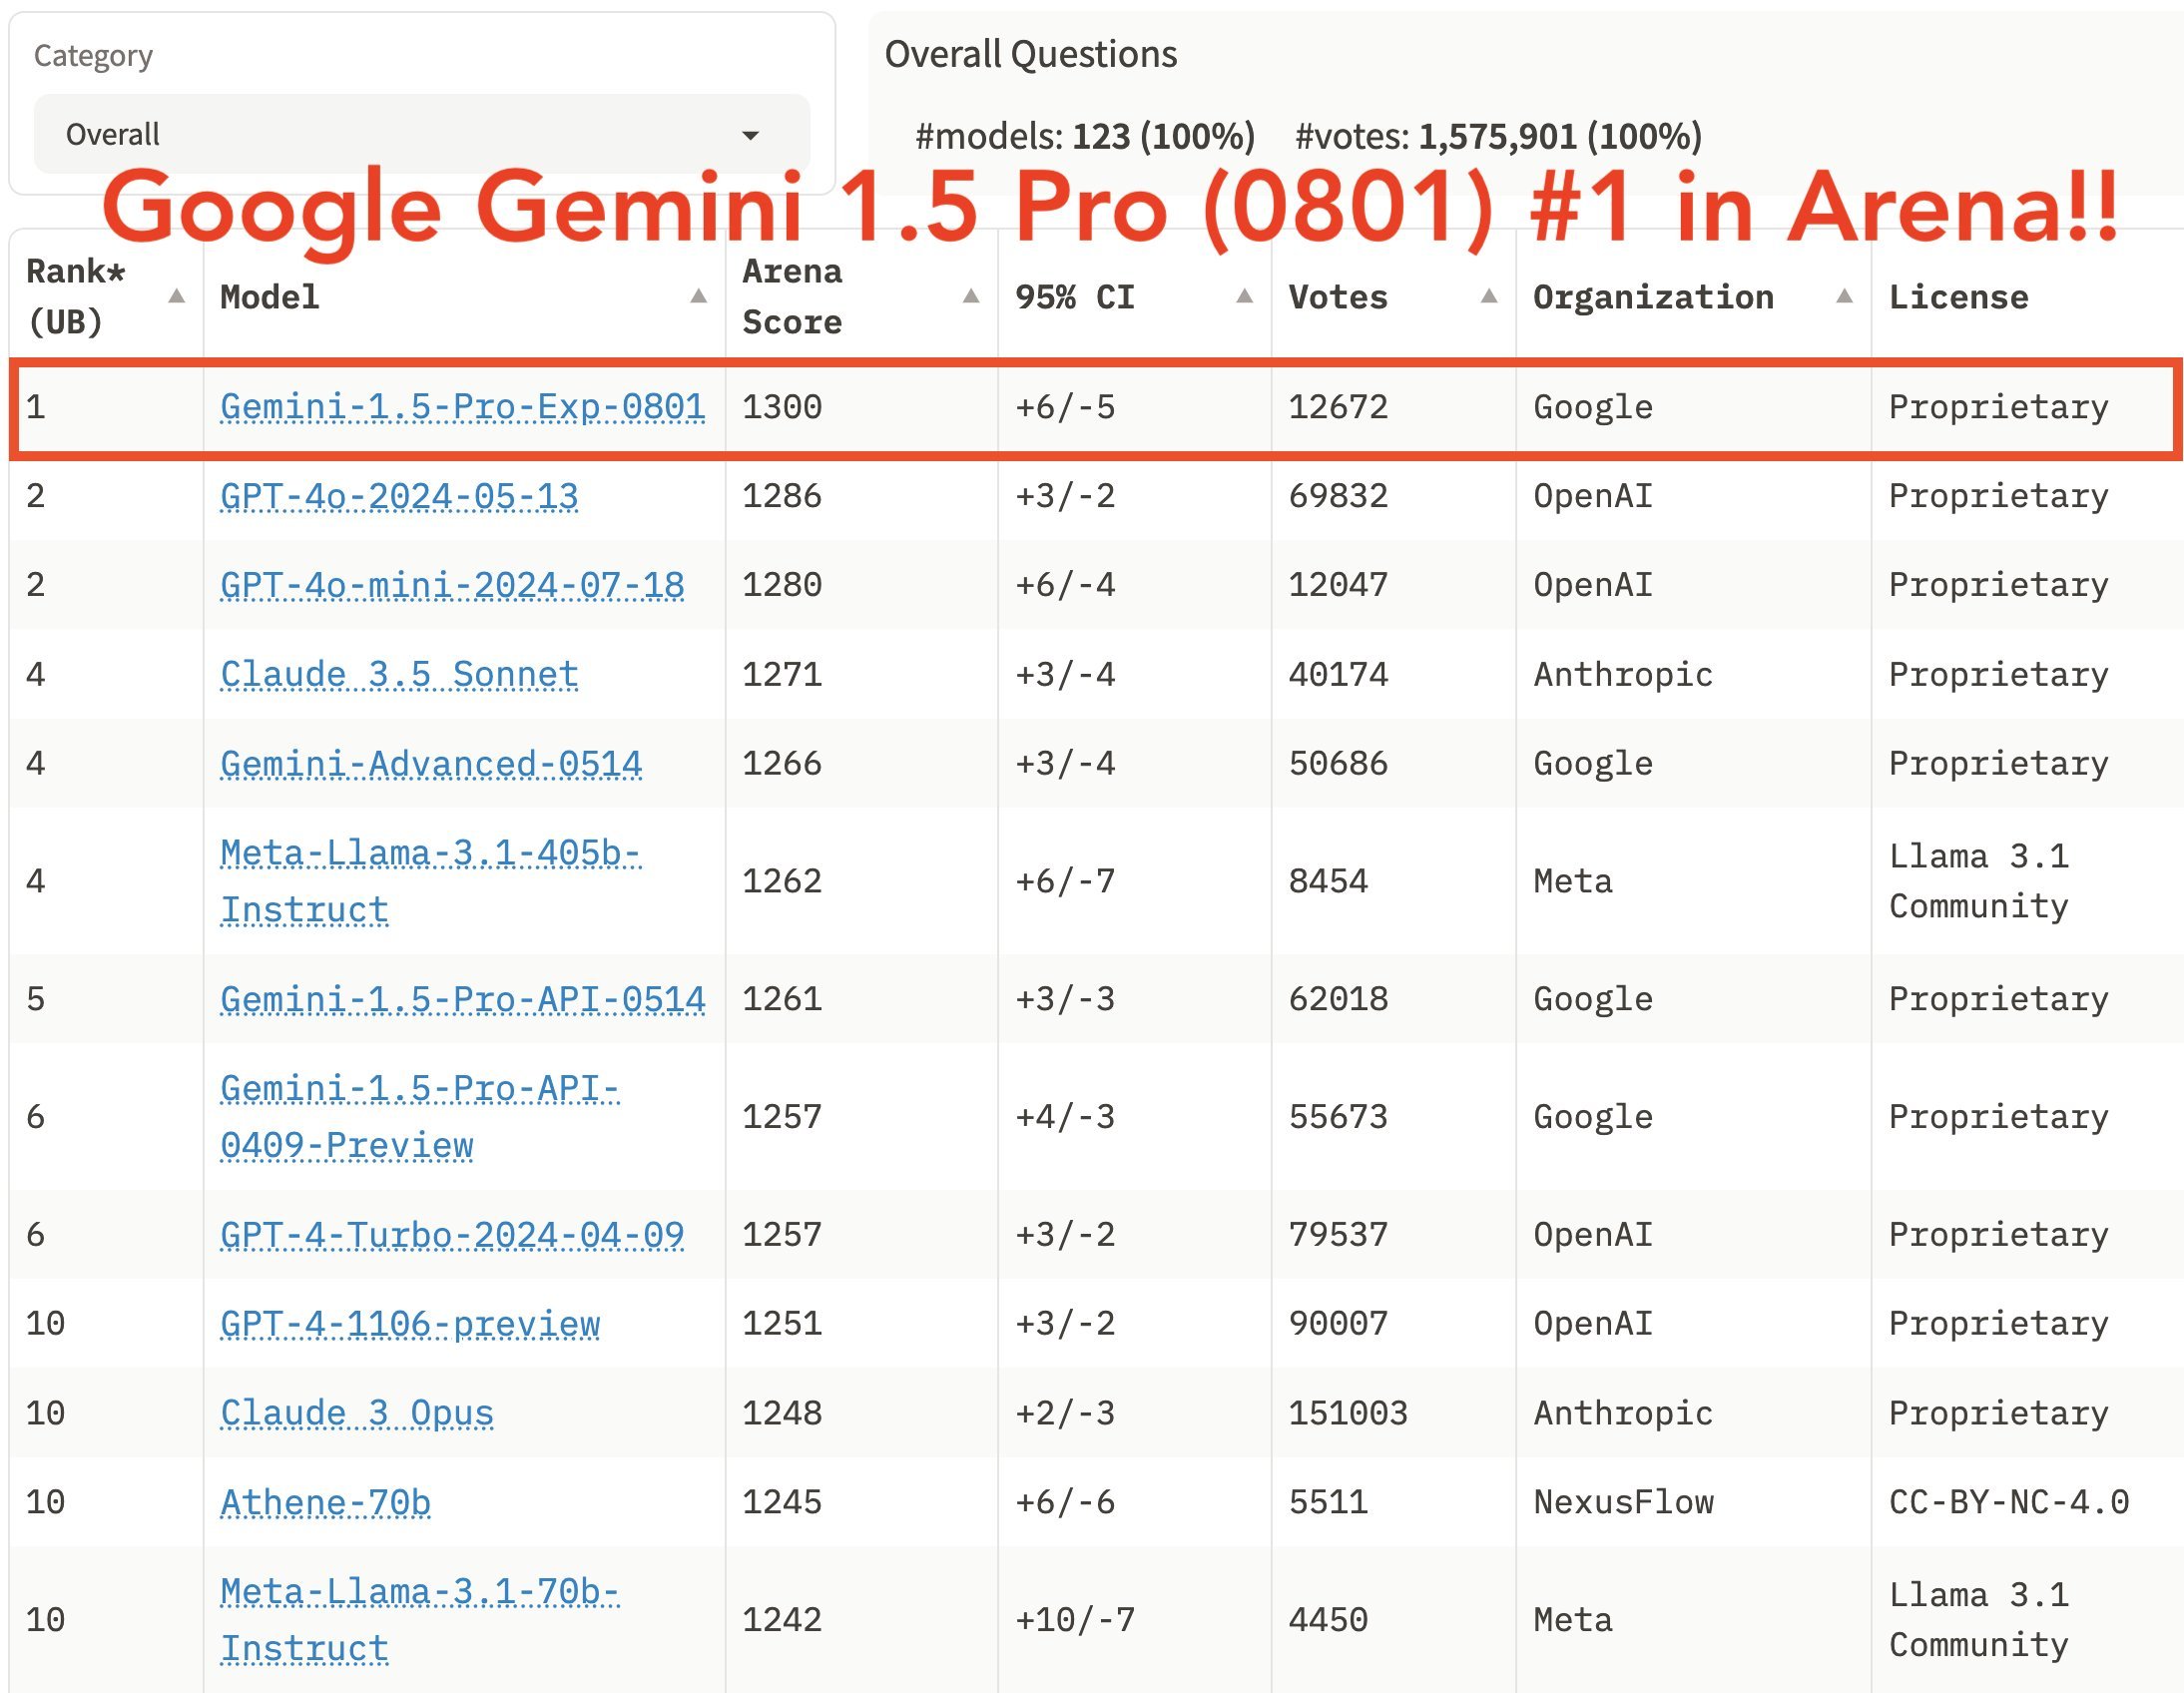 Category
Overall
Overall Questions
#models: 123 (100%) #votes: 1,575,901 (100%)
Google Gemini 1.5 Pro (0801) #1 in Arena!!
Rank* (UB) Model Arena Score 95% CI Votes Organization License
1 Gemini-1.5-Pro-Exp-0801 1300 +6/-5 12672 Google Proprietary
2 GPT-4o-2024-05-13 1286 +3/-2 69832 OpenAI Proprietary
2 GPT-4o-mini-2024-07-18 1280 +6/-4 12047 OpenAI Proprietary
4 Claude 3.5 Sonnet 1271 +3/-4 40174 Anthropic Proprietary
4 Gemini-Advanced-0514 1266 +3/-4 50686 Google Proprietary
4 Meta-Llama-3.1-405b-Instruct 1262 +6/-7 8454 Meta Llama 3.1 Community
5 Gemini-1.5-Pro-API-0514 1261 +3/-3 62018 Google Proprietary
6 Gemini-1.5-Pro-API-0409-Preview 1257 +4/-3 55673 Google Proprietary
6 GPT-4-Turbo-2024-04-09 1257 +3/-2 79537 OpenAI Proprietary
10 GPT-4-1106-preview 1251 +3/-2 90007 OpenAI Proprietary
10 Claude 3 Opus 1248 +2/-3 151003 Anthropic Proprietary
10 Athene-70b 1245 +6/-6 5511 NexusFlow CC-BY-NC-4.0
10 Meta-Llama-3.1-70b-Instruct 1242 +10/-7 4450 Meta Llama 3.1 Community